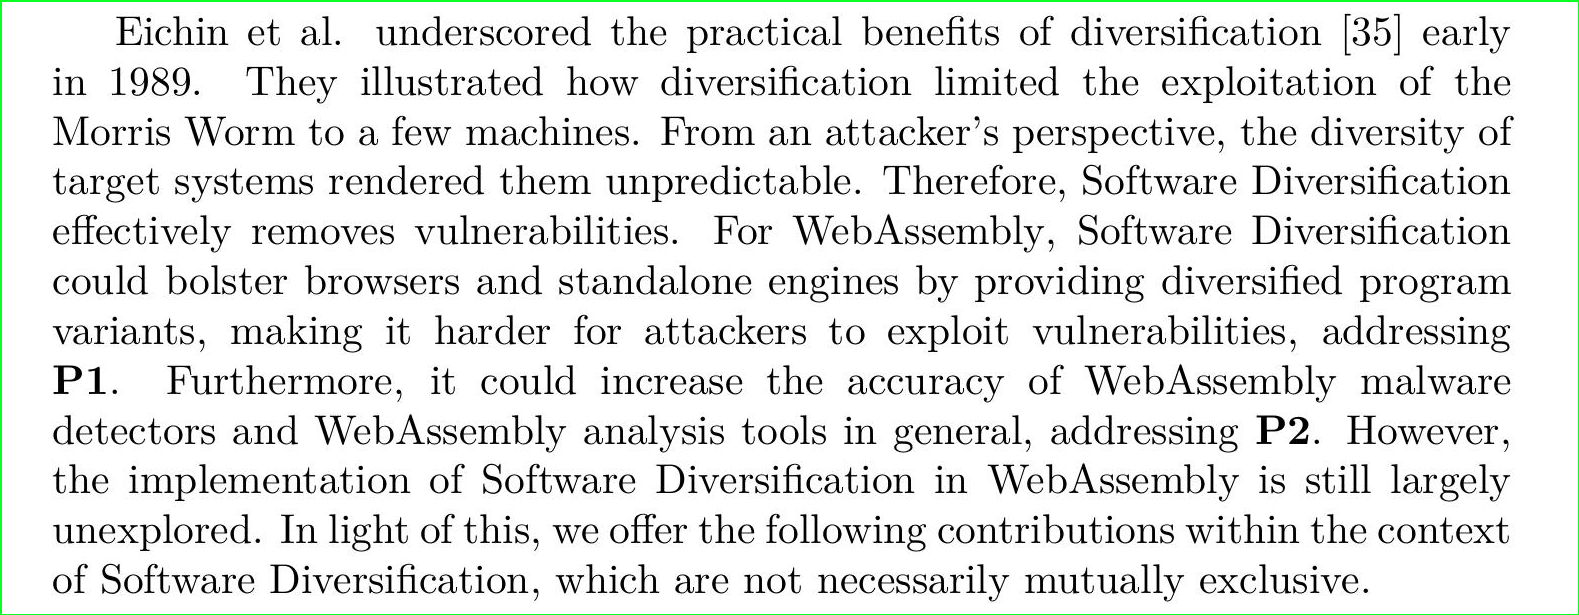 Eichin et al. underscored the practical benefits of diversification [35] early
in 1989. They illustrated how diversification limited the exploitation of the
Morris Worm to a few machines. From an attacker's perspective, the diversity of
target systems rendered them unpredictable. Therefore, Software Diversification
effectively removes vulnerabilities. For WebAssembly, Software Diversification
could bolster browsers and standalone engines by providing diversified program
variants, making it harder for attackers to exploit vulnerabilities, addressing
P1. Furthermore, it could increase the accuracy of WebAssembly malware
detectors and WebAssembly analysis tools in general, addressing P2. However,
the implementation of Software Diversification in WebAssembly is still largely
unexplored. In light of this, we offer the following contributions within the context
of Software Diversification, which are not necessarily mutually exclusive.